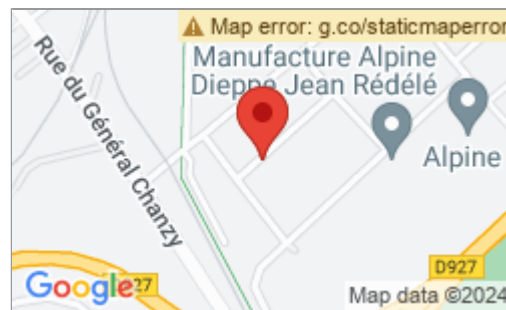 Map error: g.co/staticmaperror
Manufacture Alpine
Dieppe Jean Rédélé
Rue du Général Chanzy
Alpine
D927
Google
27
Map data ©2024